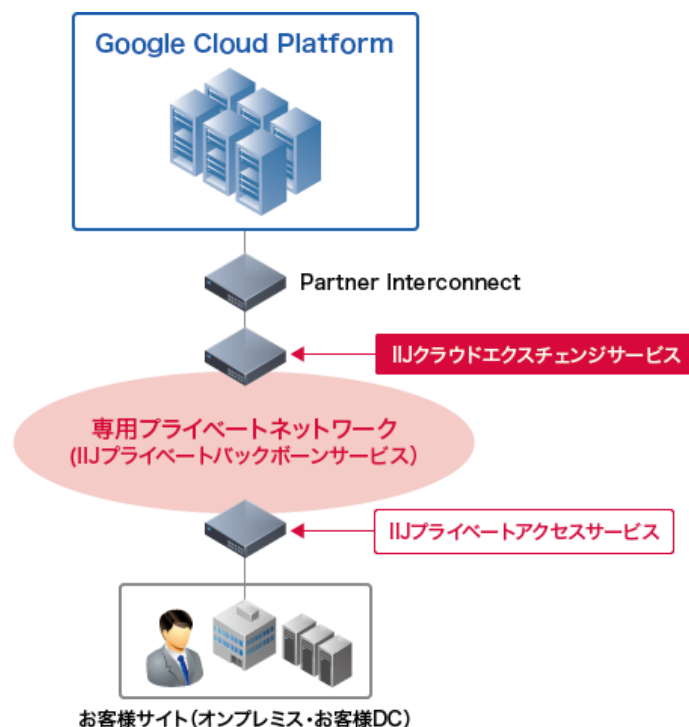 Google Cloud Platform
Partner Interconnect
IIJクラウドエクスチェンジサービス
専用プライベートネットワーク
(IIJプライベートバックボーンサービス)
IIJプライベートアクセスサービス
お客様サイト(オンプレミス・お客様DC)